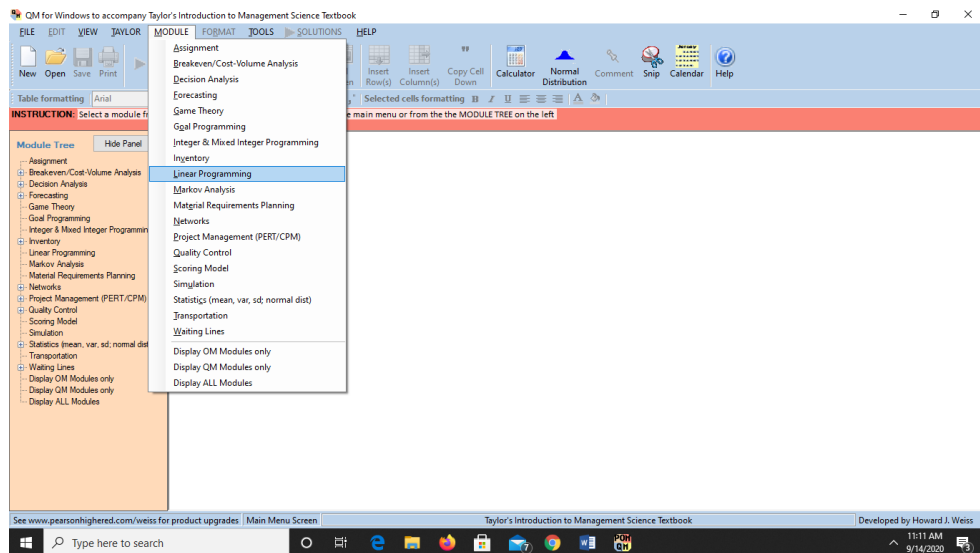 QM for Windows to accompany Taylor's Introduction to Management Science Textbook
FILE EDIT VIEW TAYLOR MODULE FORMAT TOOLS SOLUTIONS HELP
New Open Save Print
Insert Row(s)
Insert Column(s)
Copy Cell Down
Calculator
Normal Distribution
Comment
Snip
Calendar
Help
Table formatting Arial
Selected cells formatting B I U A
INSTRUCTION: Select a module fr
e main menu or from the the MODULE TREE on the left
Module Tree Hide Panel
Assignment
Breakeven/Cost-Volume Analysis
Decision Analysis
Forecasting
Game Theory
Goal Programming
Integer & Mixed Integer Programmin
Inventory
Linear Programming
Markov Analysis
Material Requirements Planning
Networks
Project Management (PERT/CPM)
Quality Control
Scoring Model
Simulation
Statistics (mean, var, sd; normal dist
Transportation
Waiting Lines
Display OM Modules only
Display QM Modules only
Display ALL Modules
Assignment
Breakeven/Cost-Volume Analysis
Decision Analysis
Forecasting
Game Theory
Goal Programming
Integer & Mixed Integer Programming
Inventory
Linear Programming
Markov Analysis
Material Requirements Planning
Networks
Project Management (PERT/CPM)
Quality Control
Scoring Model
Simulation
Statistics (mean, var, sd; normal dist)
Transportation
Waiting Lines
Display OM Modules only
Display QM Modules only
Display ALL Modules
See www.pearsonhighered.com/weiss for product upgrades Main Menu Screen Taylor's Introduction to Management Science Textbook Developed by Howard J. Weiss
Type here to search
11:11 AM
9/14/2020